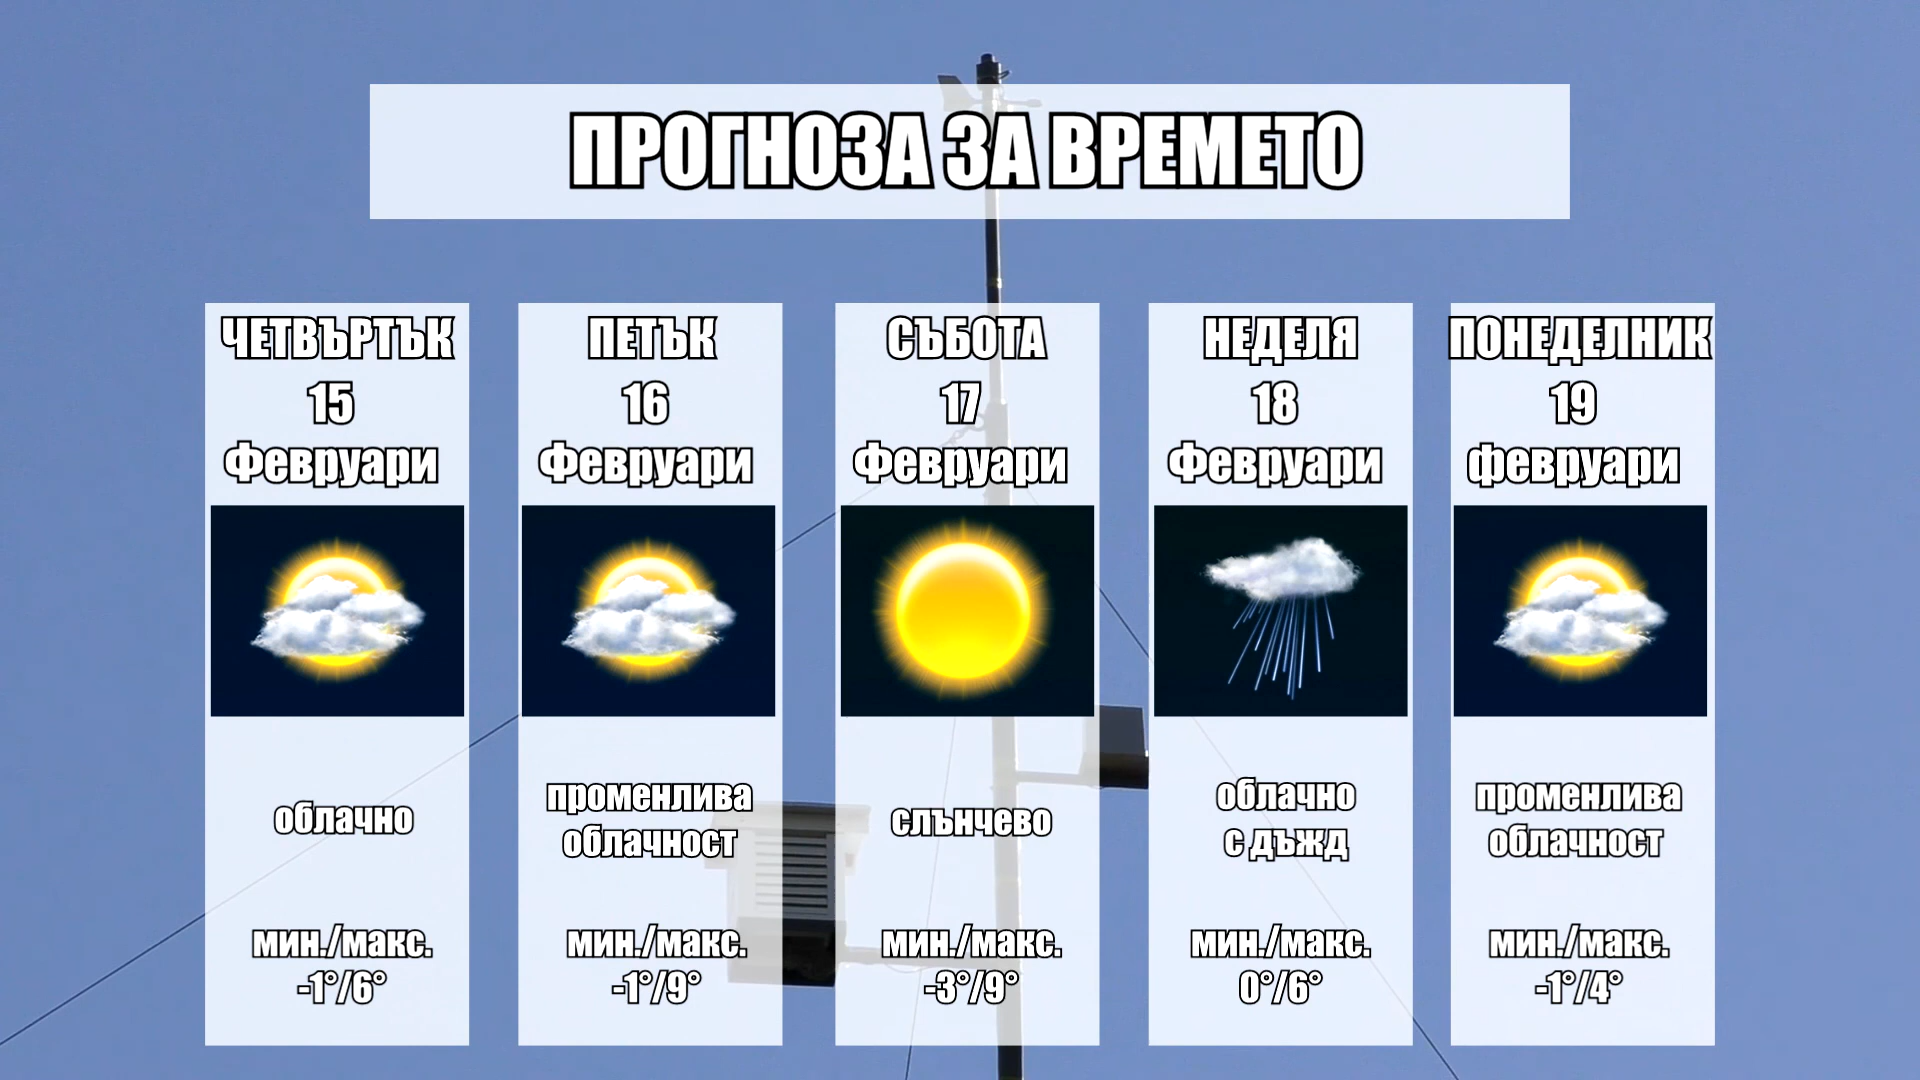 ПРОГНОЗА ЗА ВРЕМЕТО
ЧЕТВЪРТЪК
15
Февруари
облачно
мин./макс.
-1°/6°
ПЕТЪК
16
Февруари
променлива
облачност
мин./макс.
-1°/9°
СЪБОТА
17
Февруари
слънчево
мин./макс.
-3°/9°
НЕДЕЛЯ
18
Февруари
облачно
с дъжд
мин./макс.
0°/6°
ПОНЕДЕЛНИК
19
февруари
променлива
облачност
мин./макс.
-1°/4°